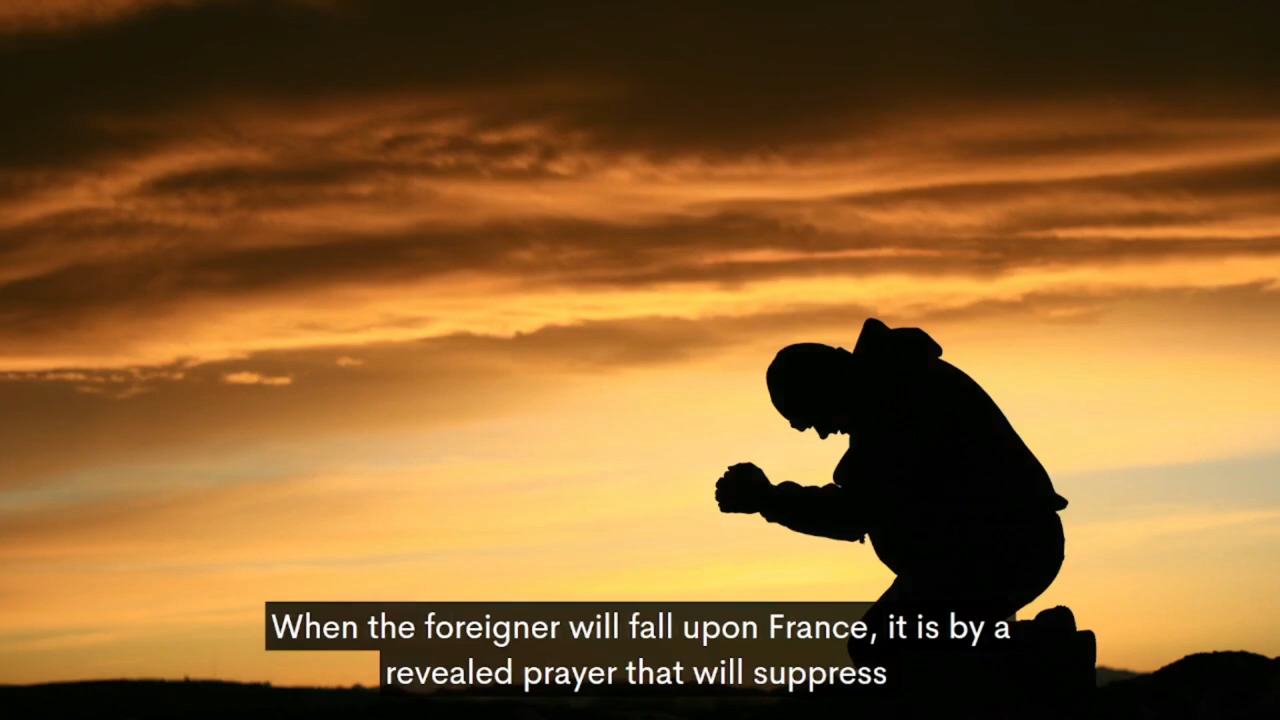 When the foreigner will fall upon France, it is by a
revealed prayer that will suppress